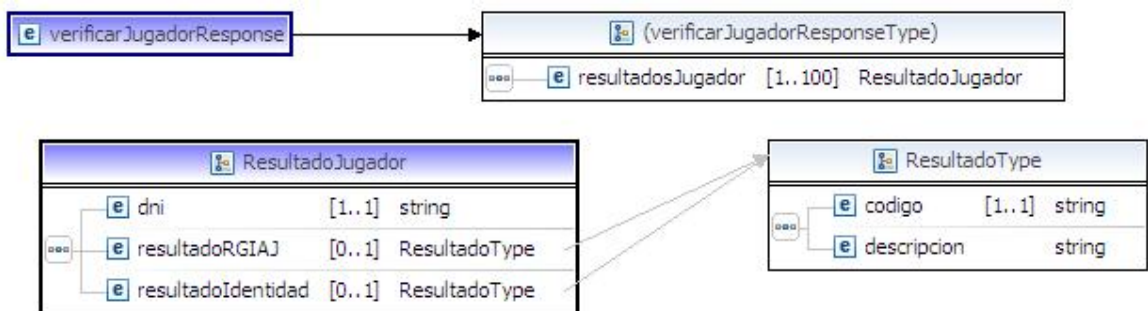 e verificarJugadorResponse
(verificarJugadorResponseType)
e resultadosJugador [1..100] ResultadoJugador
ResultadoJugador
e dni [1..1] string
e resultadoRGIAJ [0..1] ResultadoType
e resultadoIdentidad [0..1] ResultadoType
ResultadoType
e codigo [1..1] string
e descripcion string